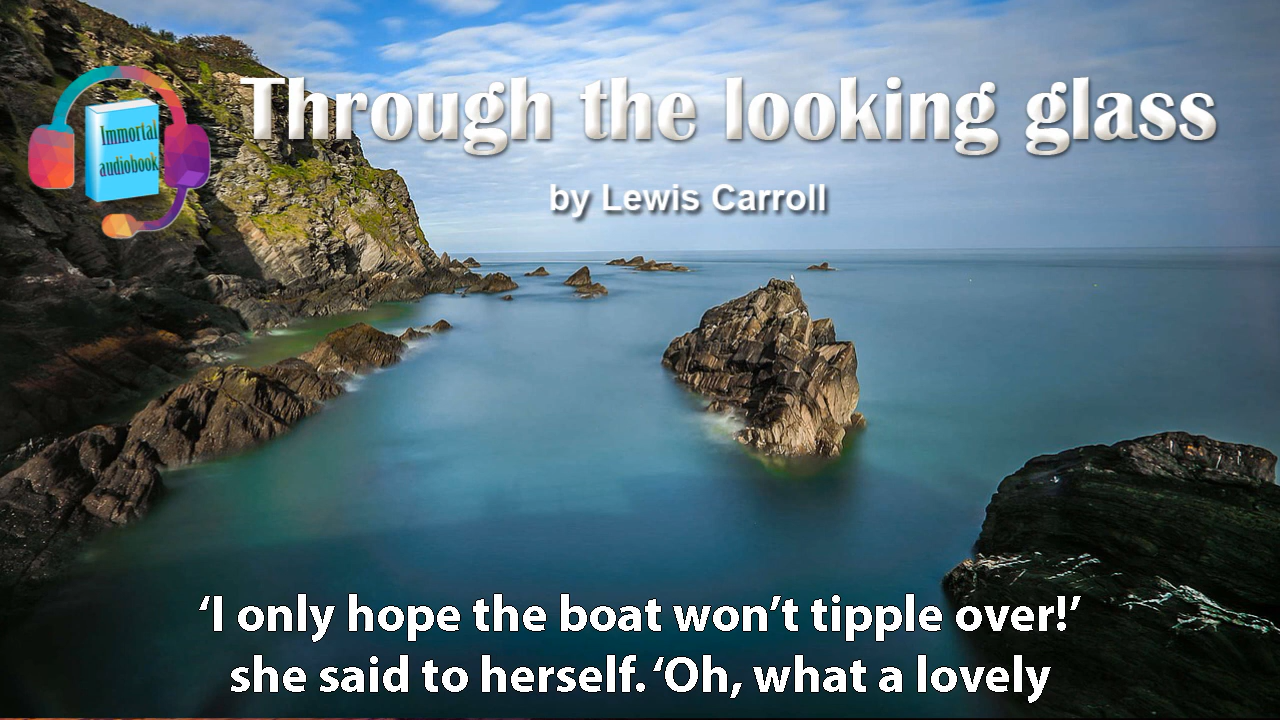 Through the looking glass
Immortal
audiobook
by Lewis Carroll
‘I only hope the boat won’t tipple over!’
she said to herself. ‘Oh, what a lovely